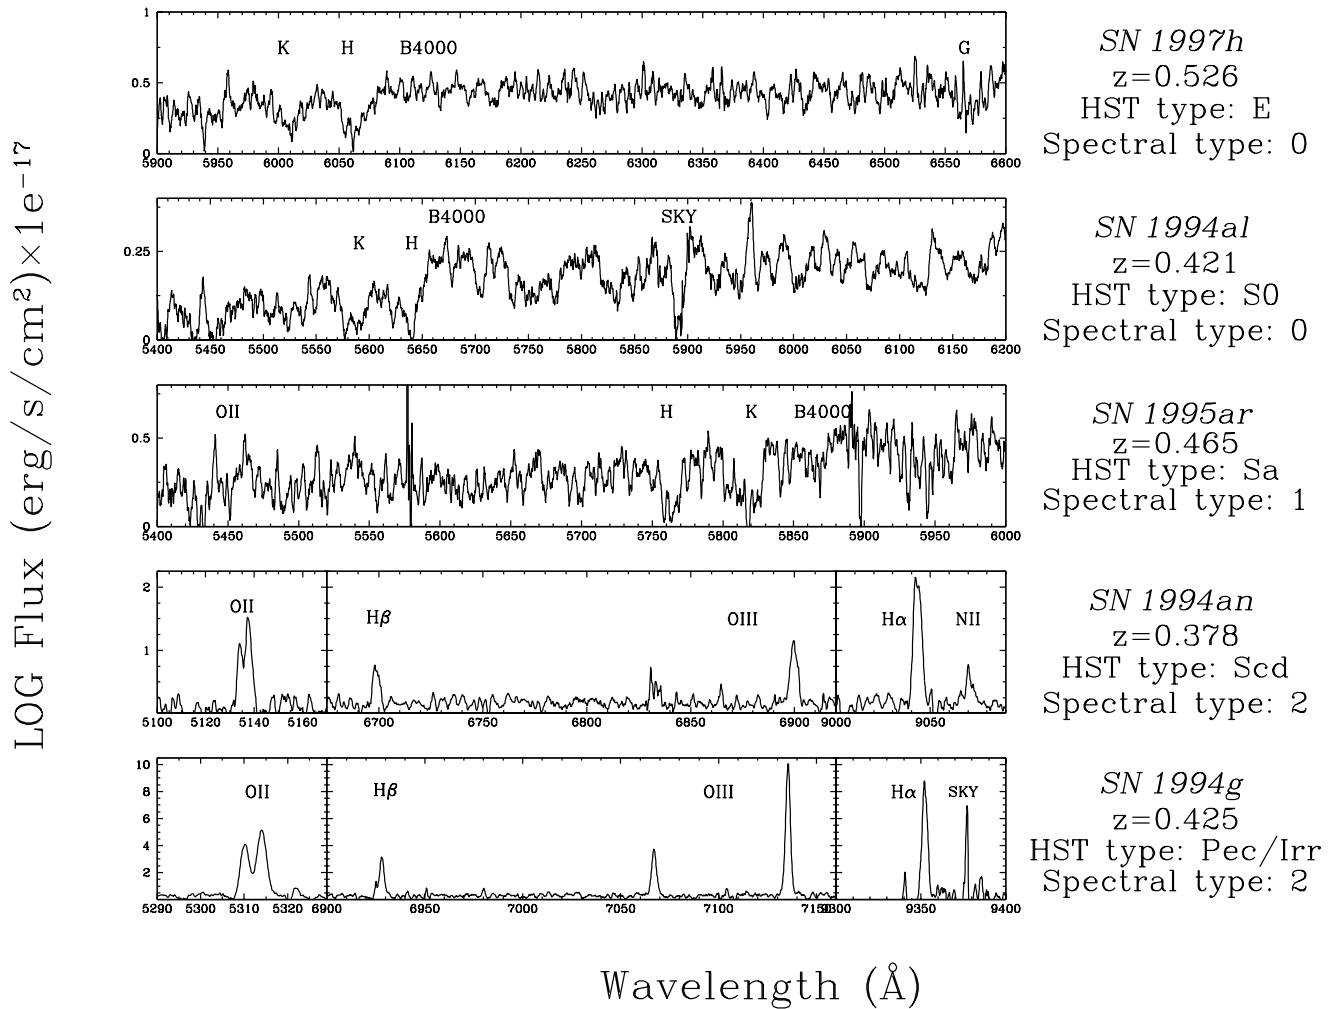 LOG Flux (erg/s/cm²)×1e⁻¹⁷
1
0.5
0
K H B4000 G
5900 5950 6000 6050 6100 6150 6200 6250 6300 6350 6400 6450 6500 6550 6600
SN 1997h
z=0.526
HST type: E
Spectral type: 0
0.25
0
K H B4000 SKY
5400 5450 5500 5550 5600 5650 5700 5750 5800 5850 5900 5950 6000 6050 6100 6150 6200
SN 1994al
z=0.421
HST type: S0
Spectral type: 0
0.5
0
OII H K B4000
5400 5450 5500 5550 5600 5650 5700 5750 5800 5850 5900 5950 6000
SN 1995ar
z=0.465
HST type: Sa
Spectral type: 1
2
1
OII Hβ OIII Hα NII
5100 5120 5140 5160 6700 6750 6800 6850 6900 9000 9050
SN 1994an
z=0.378
HST type: Scd
Spectral type: 2
10
8
6
4
2
OII Hβ OIII Hα SKY
5290 5300 5310 5320 6900 6950 7000 7050 7100 7150 9300 9350 9400
SN 1994g
z=0.425
HST type: Pec/Irr
Spectral type: 2
Wavelength (Å)